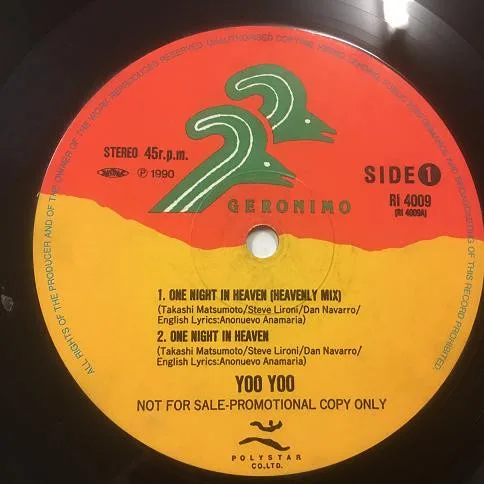 ALL RIGHTS OF THE PRODUCER AND OF THE OWNER OF THE WORK REPRODUCED RESERVED. UNAUTHORISED COPYING, HIRING, LENDING, PUBLIC PERFORMANCE AND BROADCASTING OF THIS RECORD PROHIBITED.
STEREO 45r.p.m.
℗ 1990
SIDE 1
RI 4009
(RI 4009A)
GERONIMO
1. ONE NIGHT IN HEAVEN (HEAVENLY MIX)
(Takashi Matsumoto/Steve Lironi/Dan Navarro/
English Lyrics:Anonuevo Anamaria)
2. ONE NIGHT IN HEAVEN
(Takashi Matsumoto/Steve Lironi/Dan Navarro/
English Lyrics:Anonuevo Anamaria)
YOO YOO
NOT FOR SALE-PROMOTIONAL COPY ONLY
POLYSTAR
CO.,LTD.